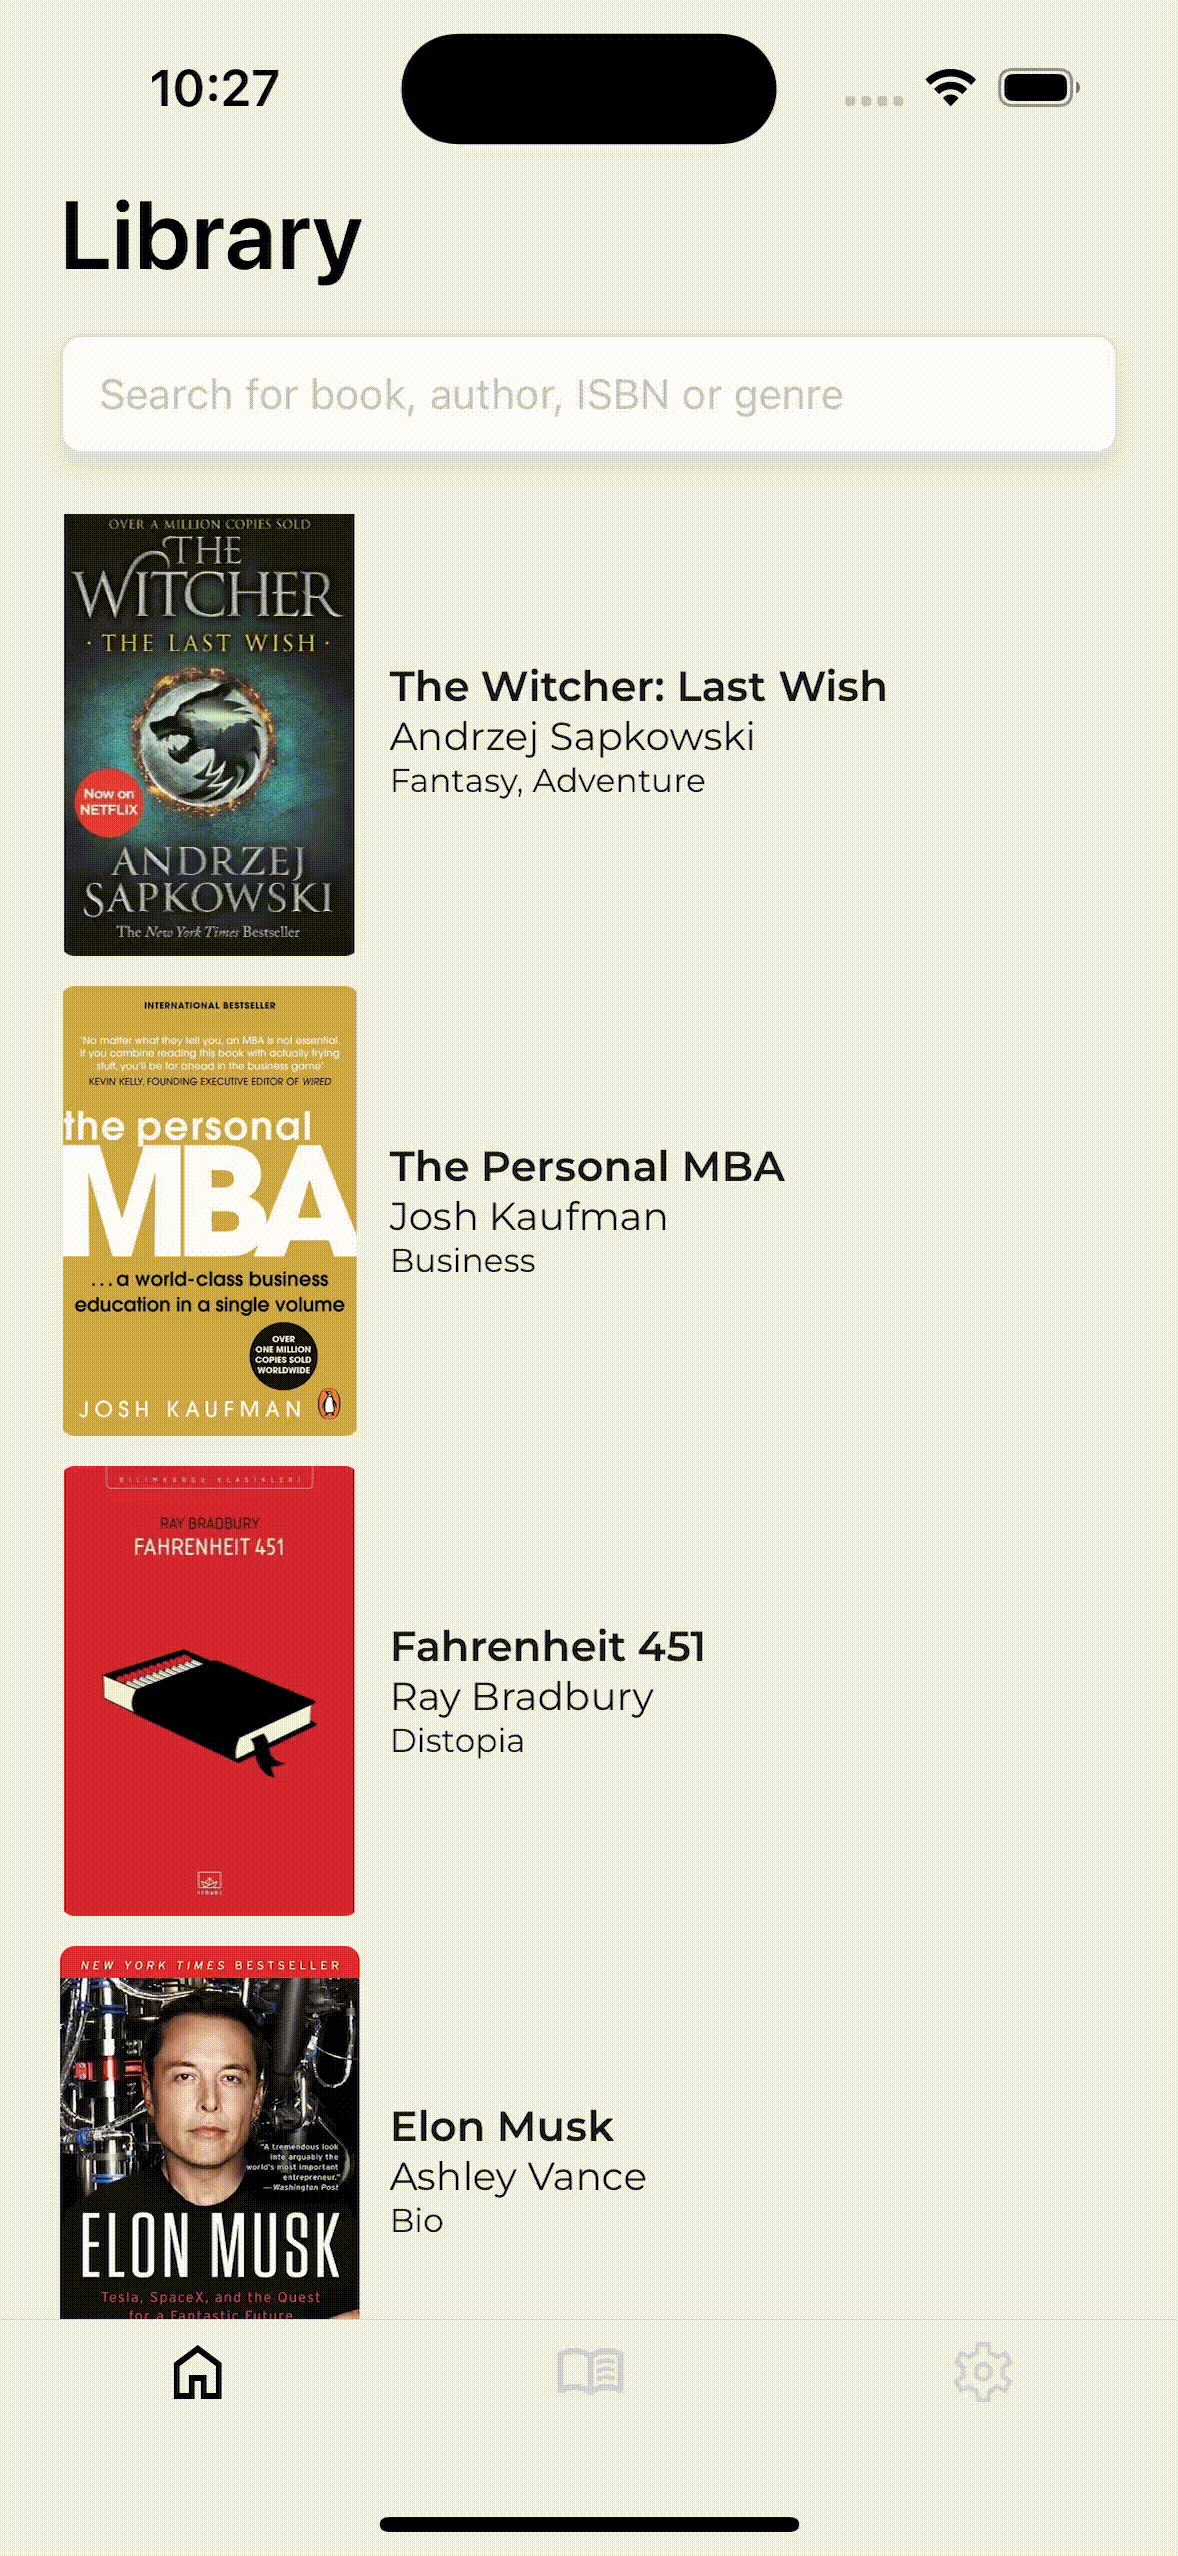 10:27
Library
Search for book, author, ISBN or genre
OVER A MILLION COPIES SOLD
THE
WITCHER
· THE LAST WISH ·
Now on
NETFLIX
ANDRZEJ
SAPKOWSKI
The New York Times Bestseller
The Witcher: Last Wish
Andrzej Sapkowski
Fantasy, Adventure
INTERNATIONAL BESTSELLER
'No matter what they tell you, an MBA is not essential.
If you combine reading this book with actually trying
stuff, you'll be far ahead in the business game'
KEVIN KELLY, FOUNDING EXECUTIVE EDITOR OF WIRED
the personal
MBA
...a world-class business
education in a single volume
OVER
ONE MILLION
COPIES SOLD
WORLDWIDE
JOSH KAUFMAN
The Personal MBA
Josh Kaufman
Business
BİLİMKURGU KLASİKLERİ
RAY BRADBURY
FAHRENHEIT 451
Fahrenheit 451
Ray Bradbury
Distopia
NEW YORK TIMES BESTSELLER
"A tremendous look
into arguably the
world's most important
entrepreneur."
—Washington Post
ELON MUSK
Tesla, SpaceX, and the Quest
for a Fantastic Future
Elon Musk
Ashley Vance
Bio